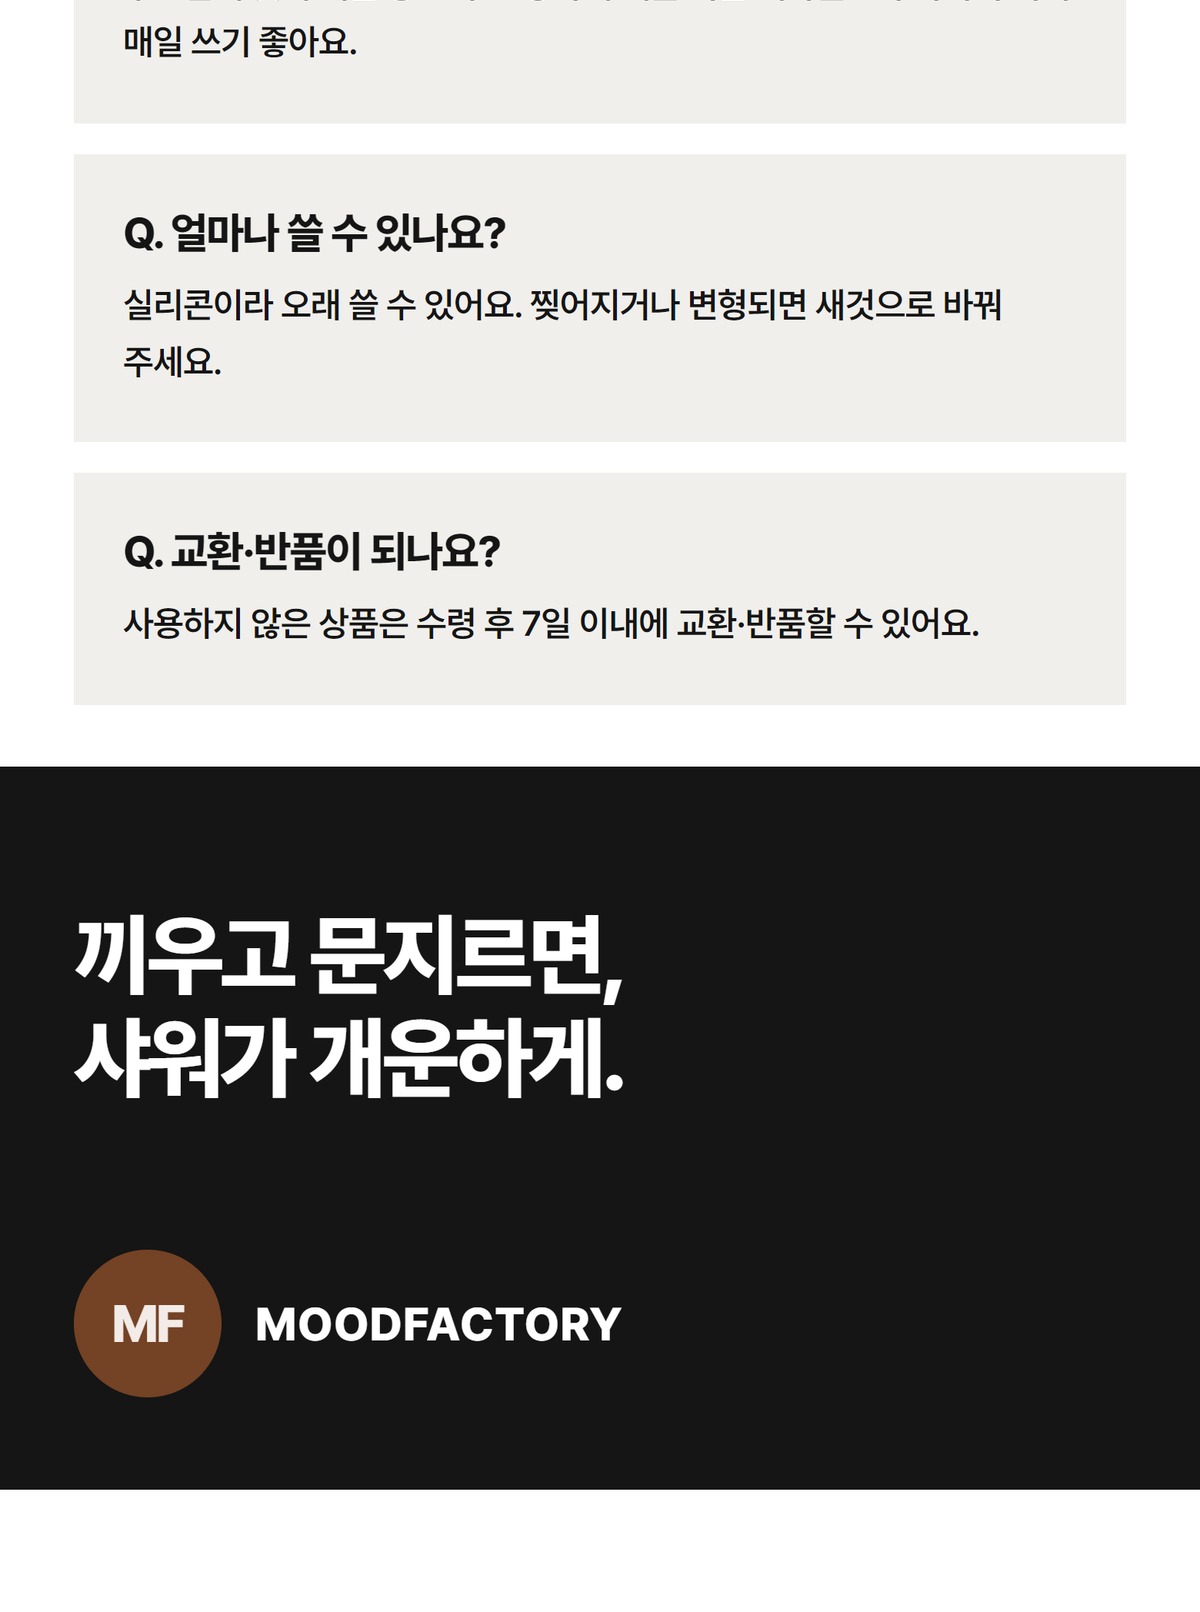 매일 쓰기 좋아요.
Q. 얼마나 쓸 수 있나요?
실리콘이라 오래 쓸 수 있어요. 찢어지거나 변형되면 새것으로 바꿔
주세요.
Q. 교환·반품이 되나요?
사용하지 않은 상품은 수령 후 7일 이내에 교환·반품할 수 있어요.
끼우고 문지르면,
샤워가 개운하게.
MF MOODFACTORY